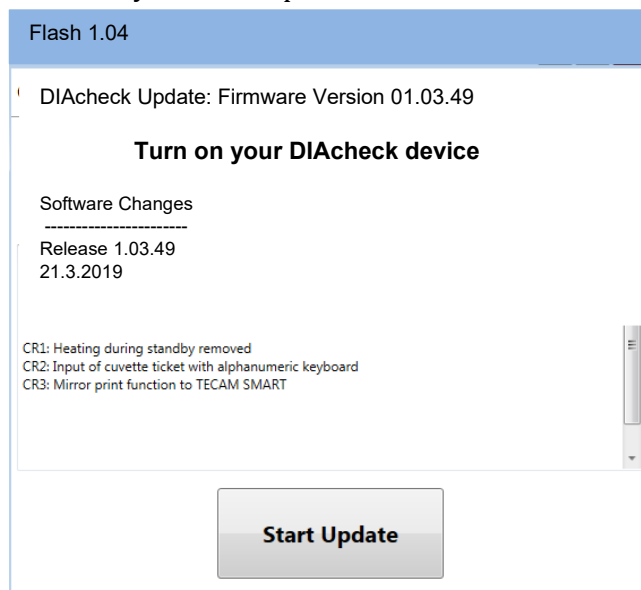 Flash 1.04
DIAcheck Update: Firmware Version 01.03.49
Turn on your DIAcheck device
Software Changes
-----------------------
Release 1.03.49
21.3.2019
CR1: Heating during standby removed
CR2: Input of cuvette ticket with alphanumeric keyboard
CR3: Mirror print function to TECAM SMART
Start Update